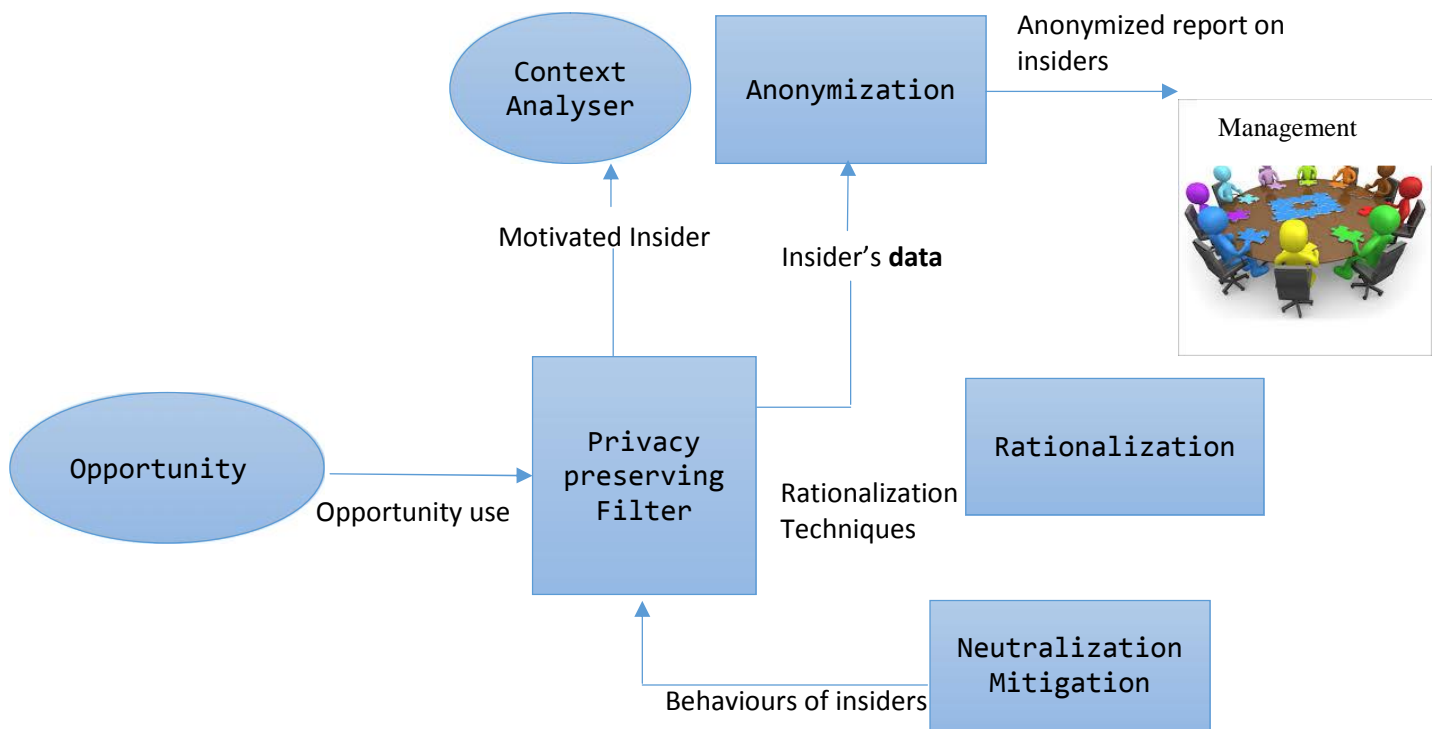 Context
Analyser
Anonymization
Anonymized report on
insiders
Management
Motivated Insider
Insider’s data
Opportunity
Opportunity use
Privacy
preserving
Filter
Rationalization
Techniques
Rationalization
Behaviours of insiders
Neutralization
Mitigation